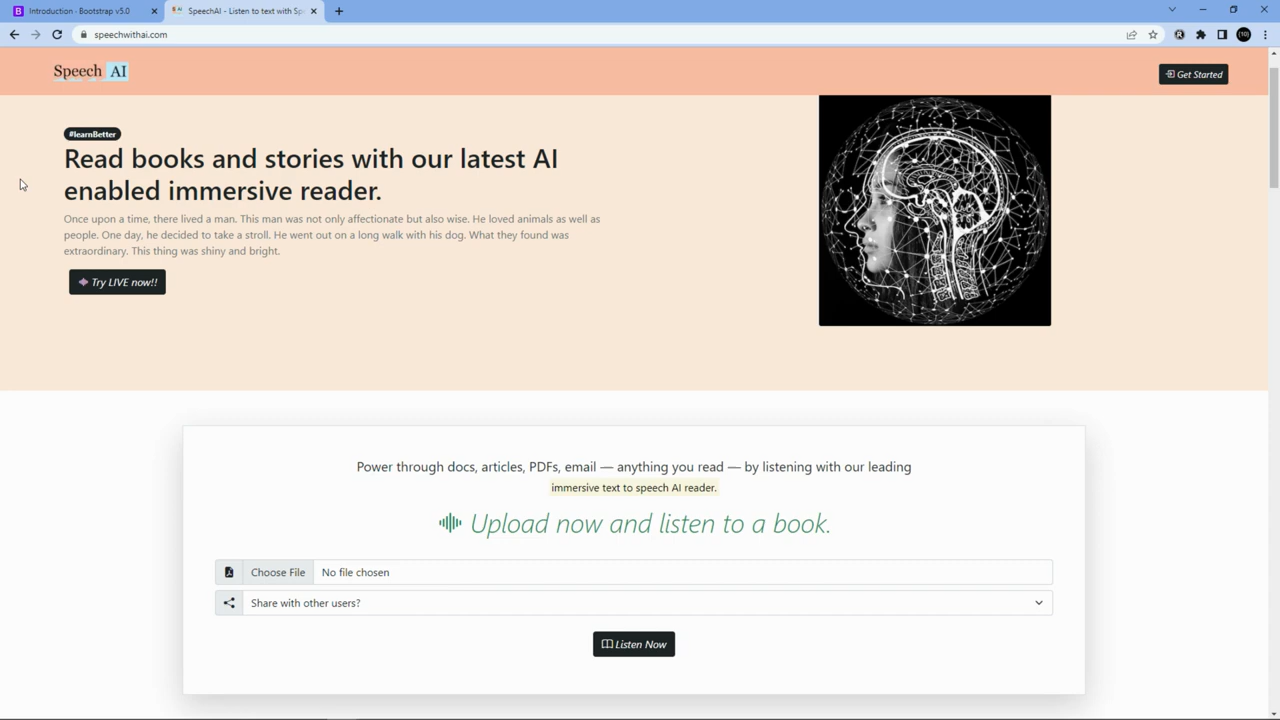 Introduction · Bootstrap v5.0
SpeechAI - Listen to text with Spe
speechwithai.com
Speech AI
Get Started
#learnBetter
Read books and stories with our latest AI
enabled immersive reader.
Once upon a time, there lived a man. This man was not only affectionate but also wise. He loved animals as well as
people. One day, he decided to take a stroll. He went out on a long walk with his dog. What they found was
extraordinary. This thing was shiny and bright.
Try LIVE now!!
Power through docs, articles, PDFs, email — anything you read — by listening with our leading
immersive text to speech AI reader.
Upload now and listen to a book.
Choose File No file chosen
Share with other users?
Listen Now